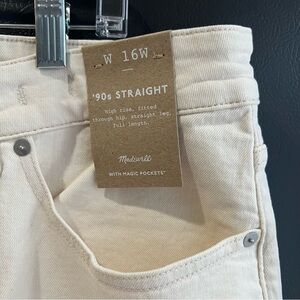 W 16W
'90s STRAIGHT
High rise, fitted
through hip, straight leg,
full length.
Madewell
WITH MAGIC POCKETS™